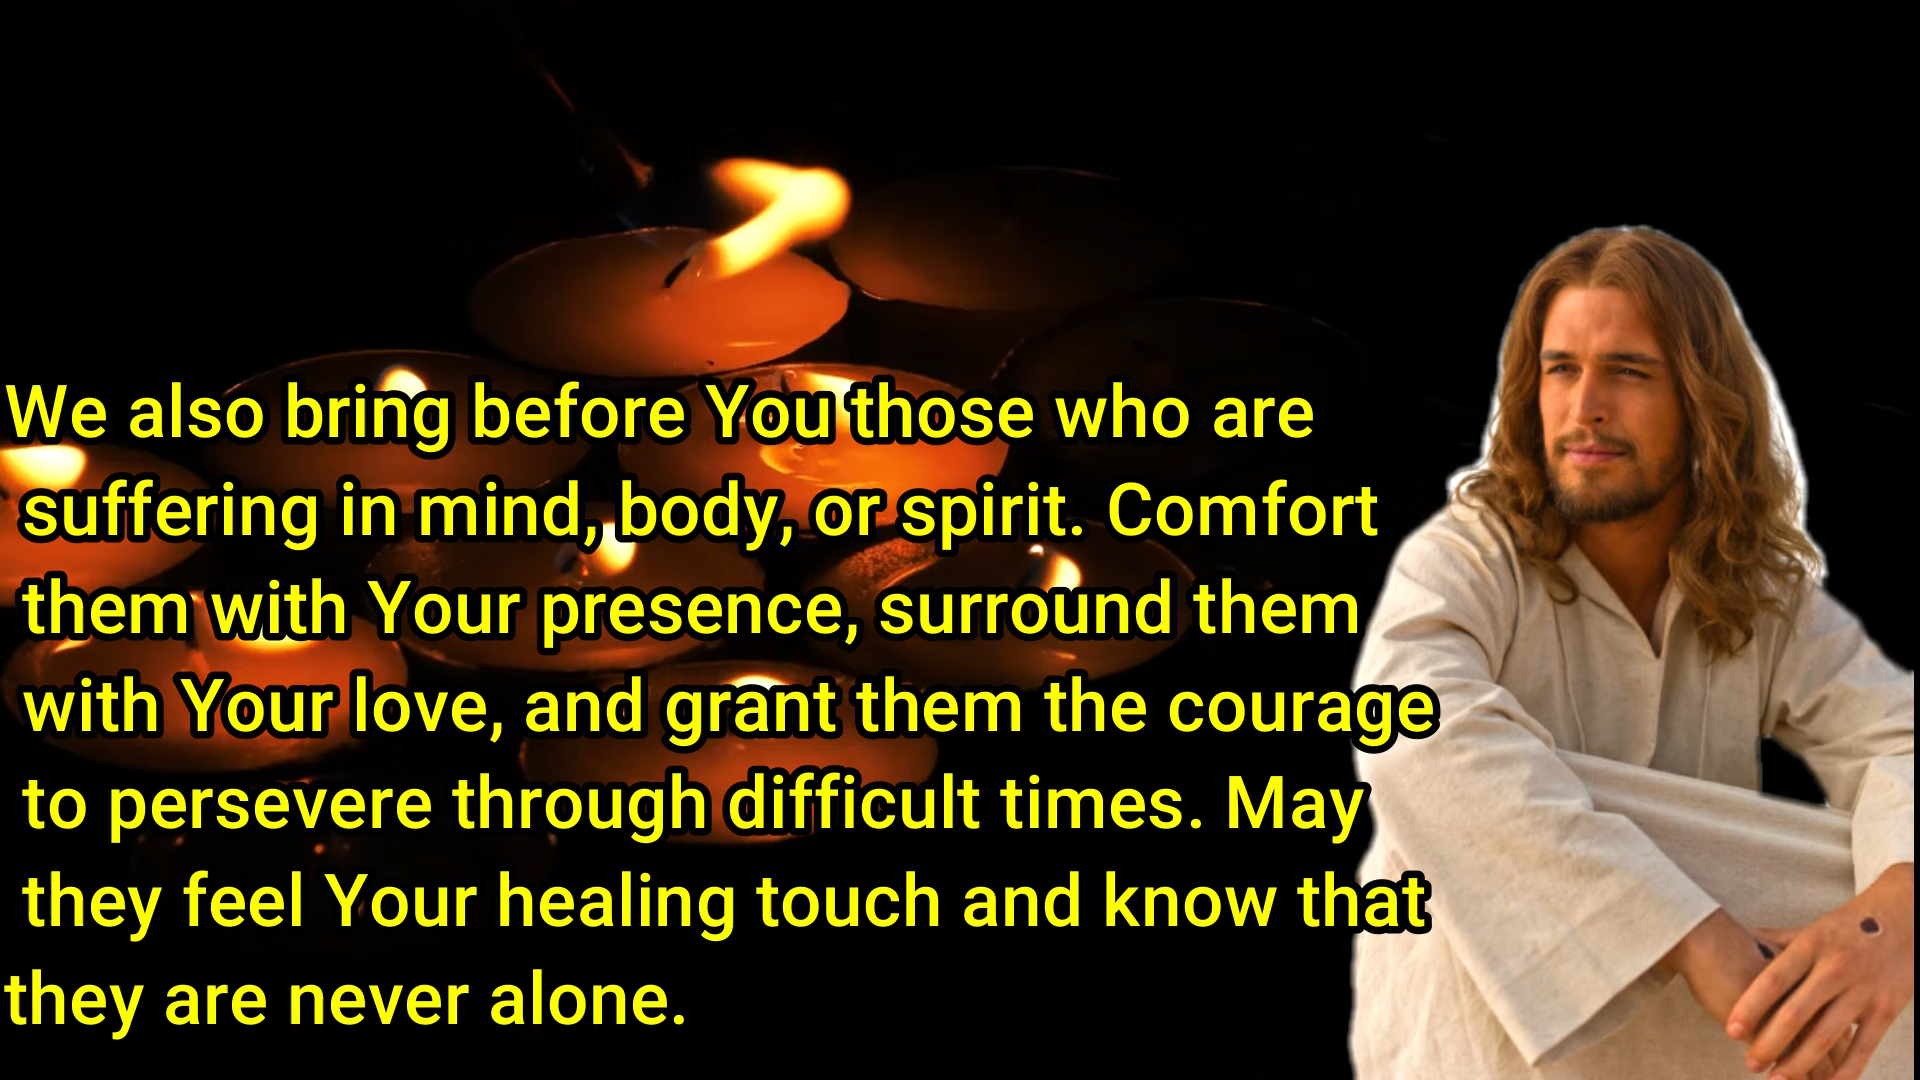 We also bring before You those who are
suffering in mind, body, or spirit. Comfort
them with Your presence, surround them
with Your love, and grant them the courage
to persevere through difficult times. May
they feel Your healing touch and know that
they are never alone.